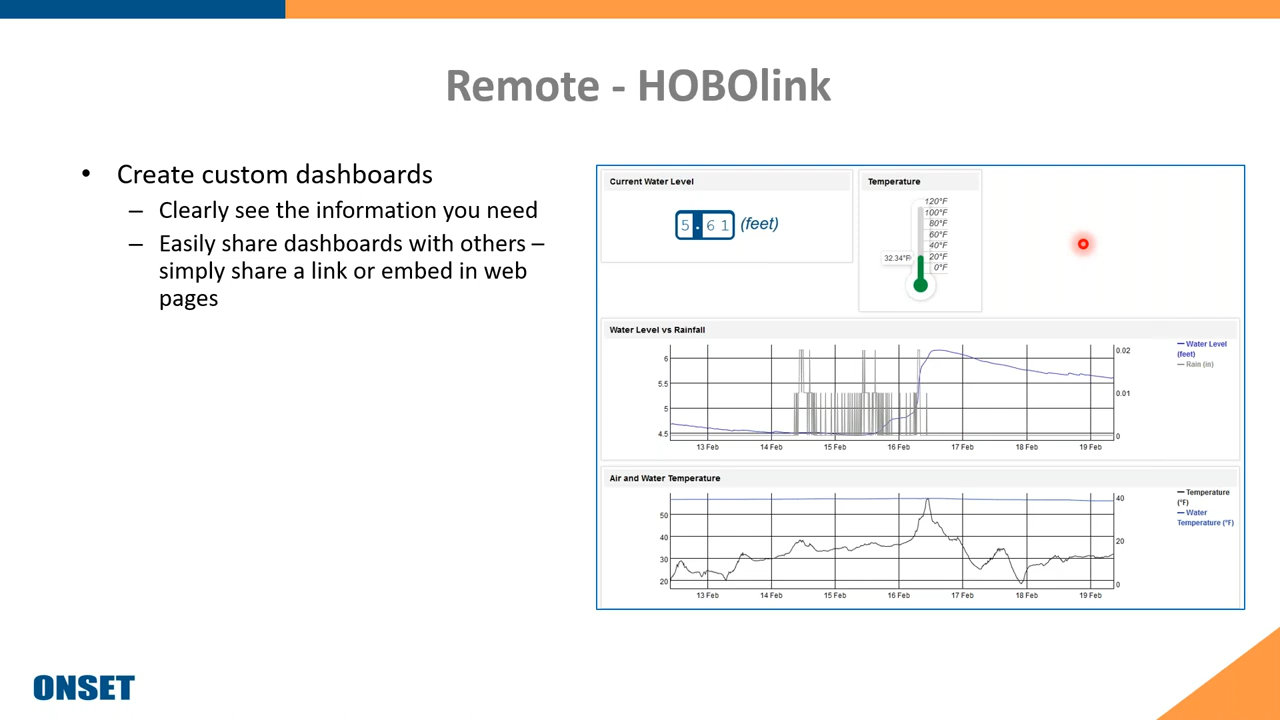 Remote - HOBOlink
• Create custom dashboards
– Clearly see the information you need
– Easily share dashboards with others –
simply share a link or embed in web
pages
Current Water Level
5.61 (feet)
Temperature
120°F
100°F
80°F
60°F
40°F
20°F
0°F
32.34°F
Water Level vs Rainfall
6
5.5
5
4.5
0.02
0.01
0
13 Feb 14 Feb 15 Feb 16 Feb 17 Feb 18 Feb 19 Feb
Water Level
(feet)
Rain (in)
Air and Water Temperature
50
40
30
20
40
20
0
13 Feb 14 Feb 15 Feb 16 Feb 17 Feb 18 Feb 19 Feb
Temperature
(°F)
Water
Temperature (°F)
ONSET